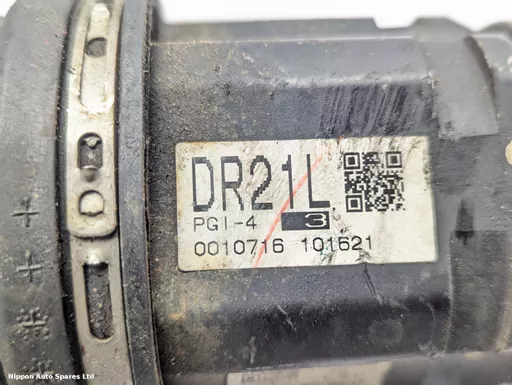 DR21L
PGI-4 3
0010716 101621
Nippon Auto Spares Ltd